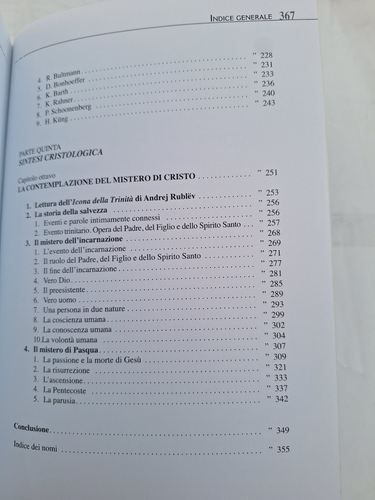 INDICE GENERALE 367
4. R. Bultmann " 228
5. D. Bonhoeffer " 231
6. K. Barth " 233
7. K. Rahner " 236
8. P. Schoonenberg " 240
9. H. Küng " 243
PARTE QUINTA
SINTESI CRISTOLOGICA
Capitolo ottavo
LA CONTEMPLAZIONE DEL MISTERO DI CRISTO " 251
1. Lettura dell'Icona della Trinità di Andrej Rublëv " 253
2. La storia della salvezza " 256
1. Eventi e parole intimamente connessi " 256
2. Evento trinitario. Opera del Padre, del Figlio e dello Spirito Santo " 257
3. Il mistero dell'incarnazione " 268
1. L'evento dell'incarnazione " 269
2. Il ruolo del Padre, del Figlio e dello Spirito Santo " 271
3. Il fine dell'incarnazione " 277
4. Vero Dio " 281
5. Il preesistente " 285
6. Vero uomo " 289
7. Una persona in due nature " 293
8. La coscienza umana " 299
9. La conoscenza umana " 302
10. La volontà umana " 304
4. Il mistero di Pasqua " 307
1. La passione e la morte di Gesù " 309
2. La risurrezione " 321
3. L'ascensione " 333
4. La Pentecoste " 337
5. La parusia " 342
Conclusione " 349
Indice dei nomi " 355